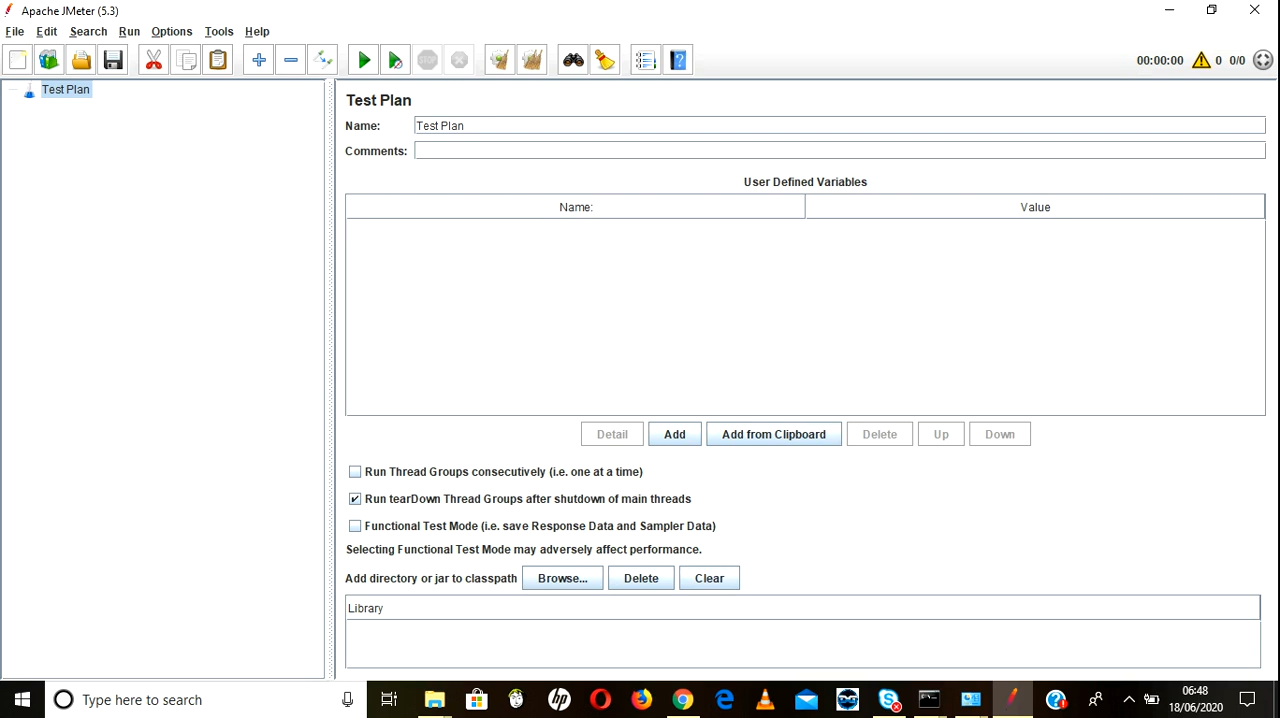 Apache JMeter (5.3)
File Edit Search Run Options Tools Help
00:00:00 0 0/0
Test Plan
Test Plan
Name: Test Plan
Comments:
User Defined Variables
Name: Value
Detail Add Add from Clipboard Delete Up Down
Run Thread Groups consecutively (i.e. one at a time)
Run tearDown Thread Groups after shutdown of main threads
Functional Test Mode (i.e. save Response Data and Sampler Data)
Selecting Functional Test Mode may adversely affect performance.
Add directory or jar to classpath Browse... Delete Clear
Library
Type here to search
06:48
18/06/2020